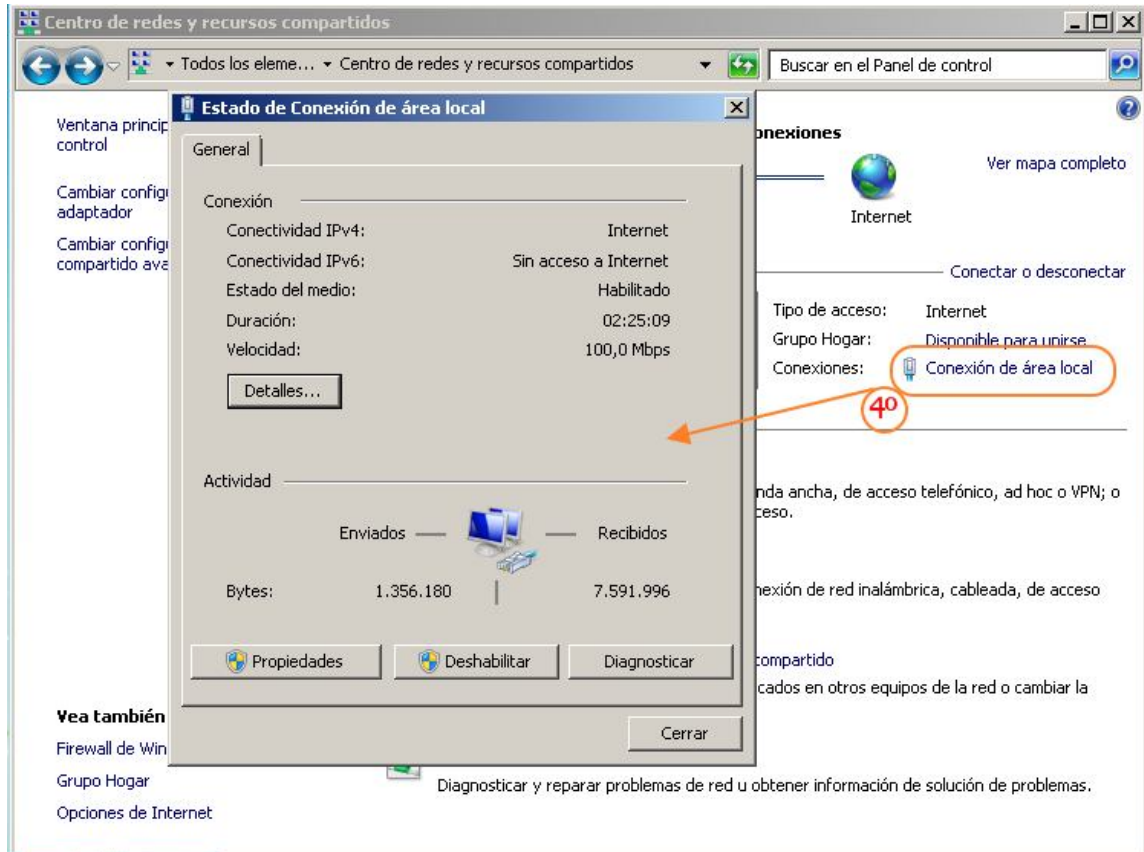 Centro de redes y recursos compartidos
Todos los eleme... Centro de redes y recursos compartidos
Buscar en el Panel de control
Ventana princip
control
Cambiar configu
adaptador
Cambiar configu
compartido ava
Estado de Conexión de área local
General
Conexión
Conectividad IPv4: Internet
Conectividad IPv6: Sin acceso a Internet
Estado del medio: Habilitado
Duración: 02:25:09
Velocidad: 100,0 Mbps
Detalles...
Actividad
Enviados Recibidos
Bytes: 1.356.180 7.591.996
Propiedades Deshabilitar Diagnosticar
Cerrar
onexiones
Ver mapa completo
Internet
Conectar o desconectar
Tipo de acceso: Internet
Grupo Hogar: Disponible para unirse
Conexiones: Conexión de área local
4º
nda ancha, de acceso telefónico, ad hoc o VPN; o
ceso.
nexión de red inalámbrica, cableada, de acceso
compartido
cados en otros equipos de la red o cambiar la
Diagnosticar y reparar problemas de red u obtener información de solución de problemas.
Vea también
Firewall de Win
Grupo Hogar
Opciones de Internet